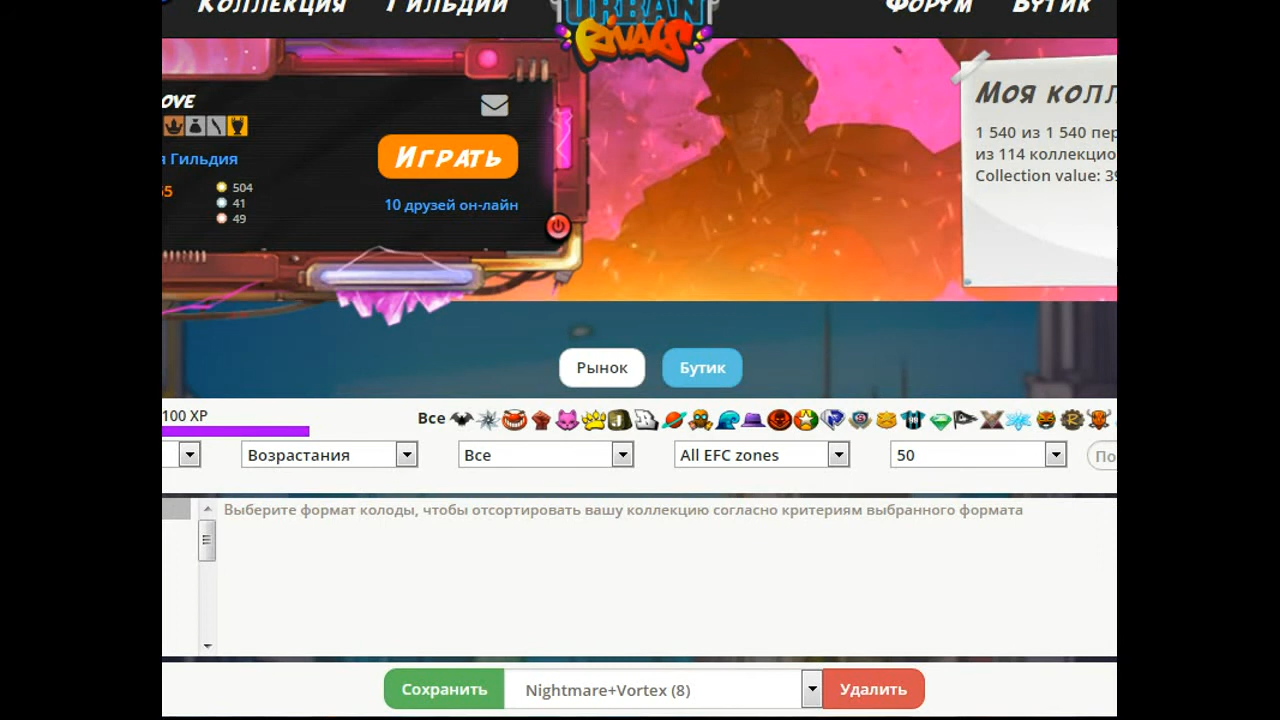 Коллекция Гильдии URBAN RIVALS Форум Бутик
OVE
Играть
я Гильдия
504
41
49
10 друзей он-лайн
Моя колл
1 540 из 1 540 пер
из 114 коллекцио
Collection value: 39
Рынок Бутик
100 XP Все
Возрастания Все All EFC zones 50 По
Выберите формат колоды, чтобы отсортировать вашу коллекцию согласно критериям выбранного формата
Сохранить Nightmare+Vortex (8) Удалить